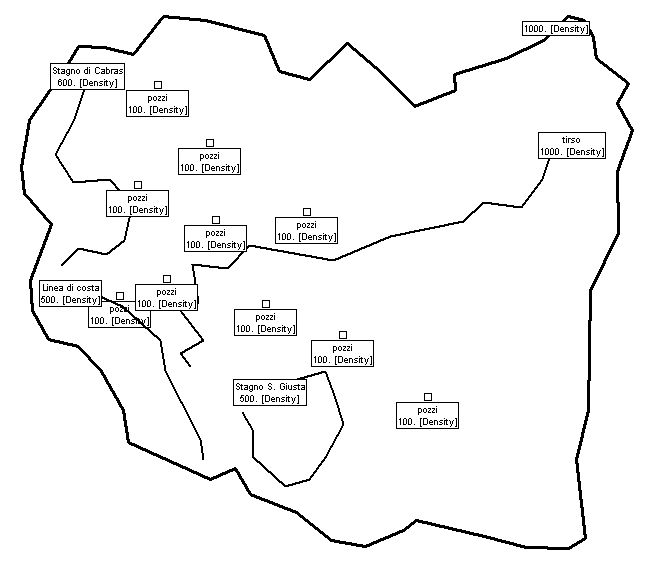 1000. [Density]
Stagno di Cabras
600. [Density]
pozzi
100. [Density]
tirso
1000. [Density]
pozzi
100. [Density]
pozzi
100. [Density]
pozzi
100. [Density]
pozzi
100. [Density]
Linea di costa
500. [Density]
pozzi
100. [Density]
pozzi
100. [Density]
pozzi
100. [Density]
pozzi
100. [Density]
Stagno S. Giusta
500. [Density]
pozzi
100. [Density]